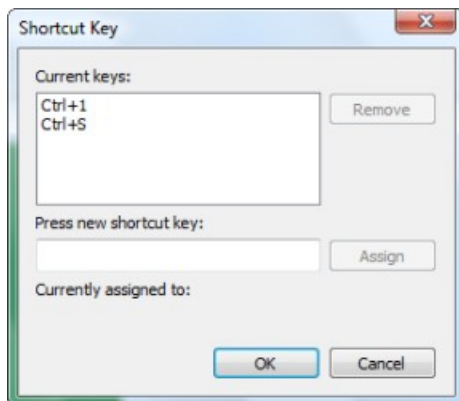 Shortcut Key
Current keys:
Ctrl+1
Ctrl+S
Remove
Press new shortcut key:
Assign
Currently assigned to:
OK
Cancel